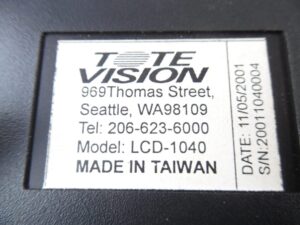 TOTE
VISION
969Thomas Street,
Seattle, WA98109
Tel: 206-623-6000
Model: LCD-1040
MADE IN TAIWAN
DATE: 11/05/2001
S/N:20011040004